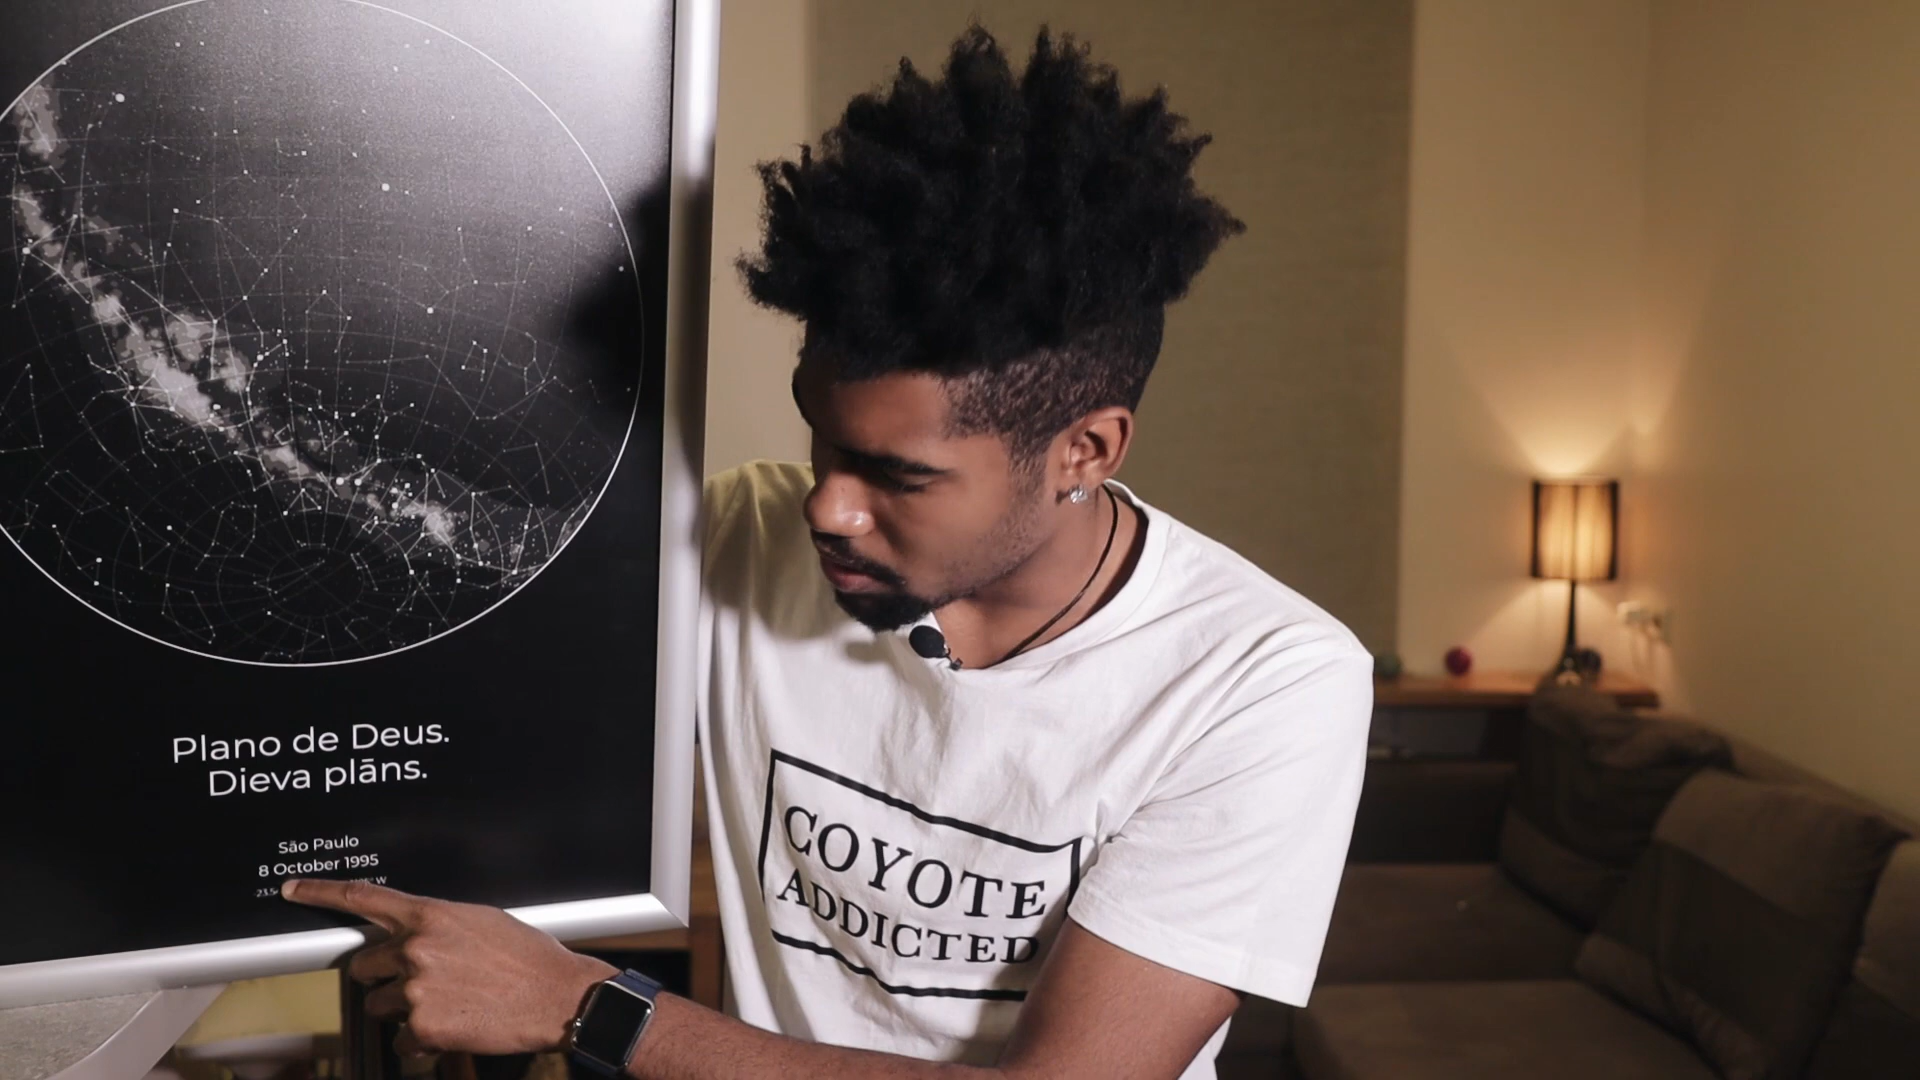 Plano de Deus.
Dieva plāns.
São Paulo
8 October 1995
COYOTE
ADDICTED